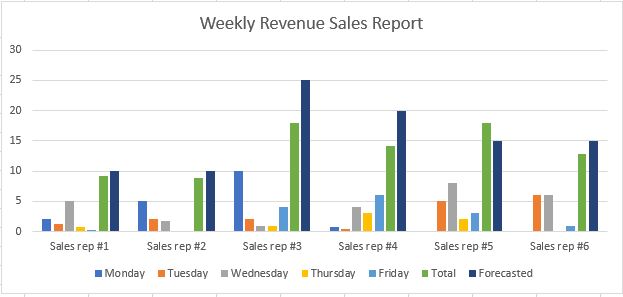 Weekly Revenue Sales Report
30
25
20
15
10
5
0
Sales rep #1 Sales rep #2 Sales rep #3 Sales rep #4 Sales rep #5 Sales rep #6
Monday Tuesday Wednesday Thursday Friday Total Forecasted